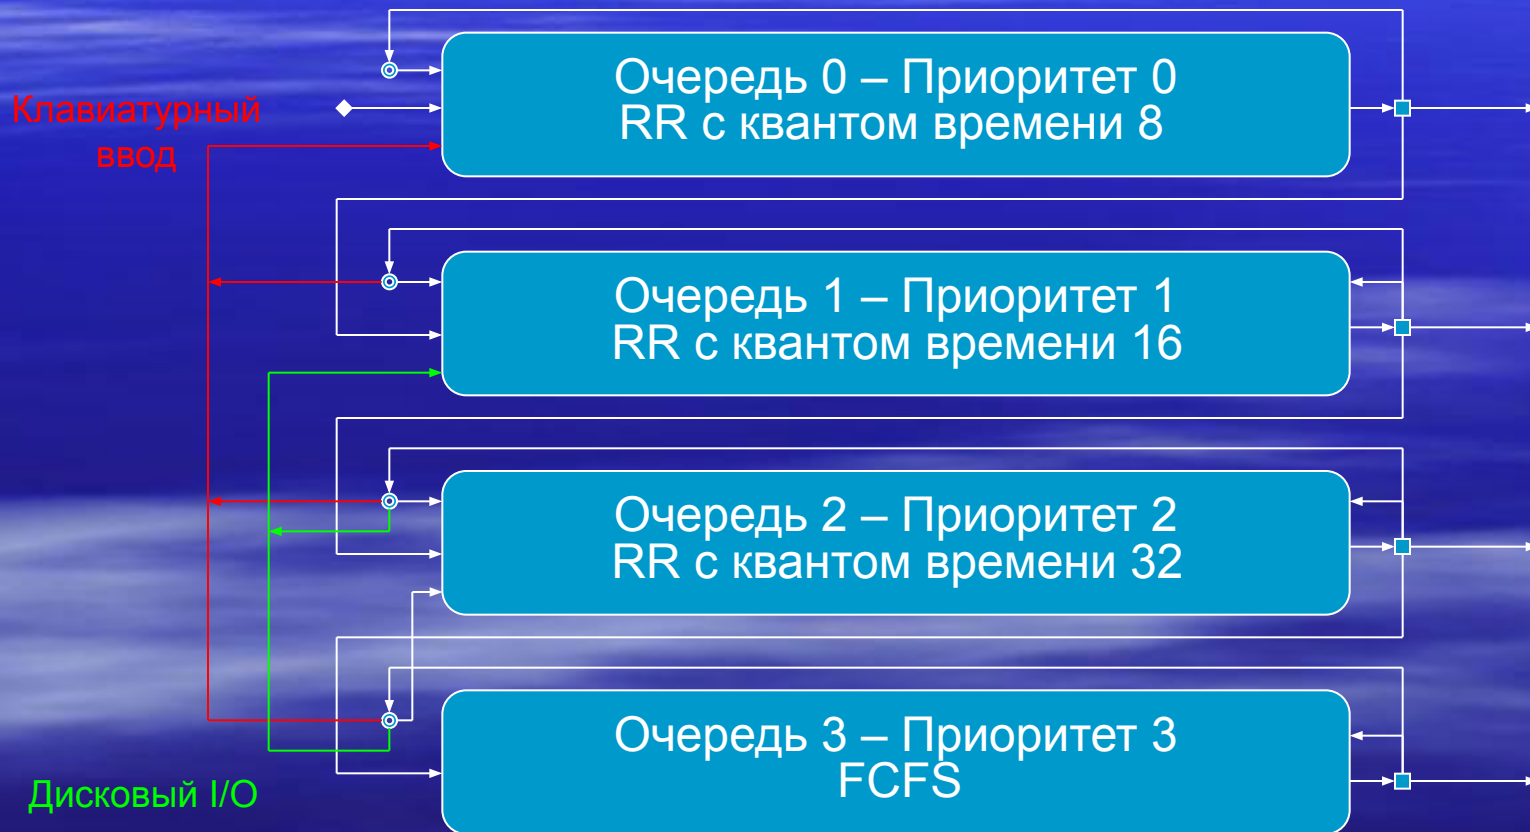 Очередь 0 – Приоритет 0
RR с квантом времени 8
Клавиатурный
ввод
Очередь 1 – Приоритет 1
RR с квантом времени 16
Очередь 2 – Приоритет 2
RR с квантом времени 32
Очередь 3 – Приоритет 3
FCFS
Дисковый I/O